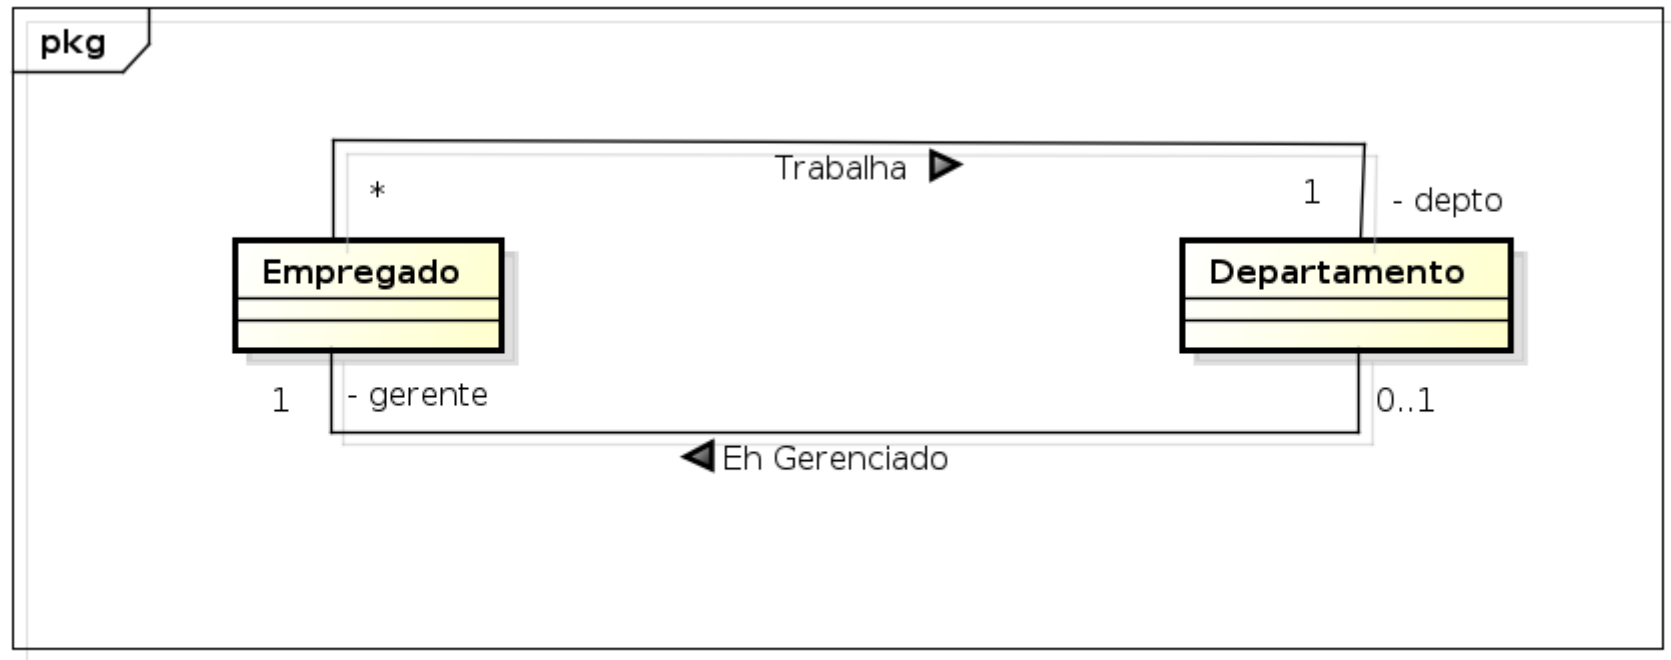 pkg
Trabalha
*
1
- depto
Empregado
Departamento
1
- gerente
0..1
Eh Gerenciado